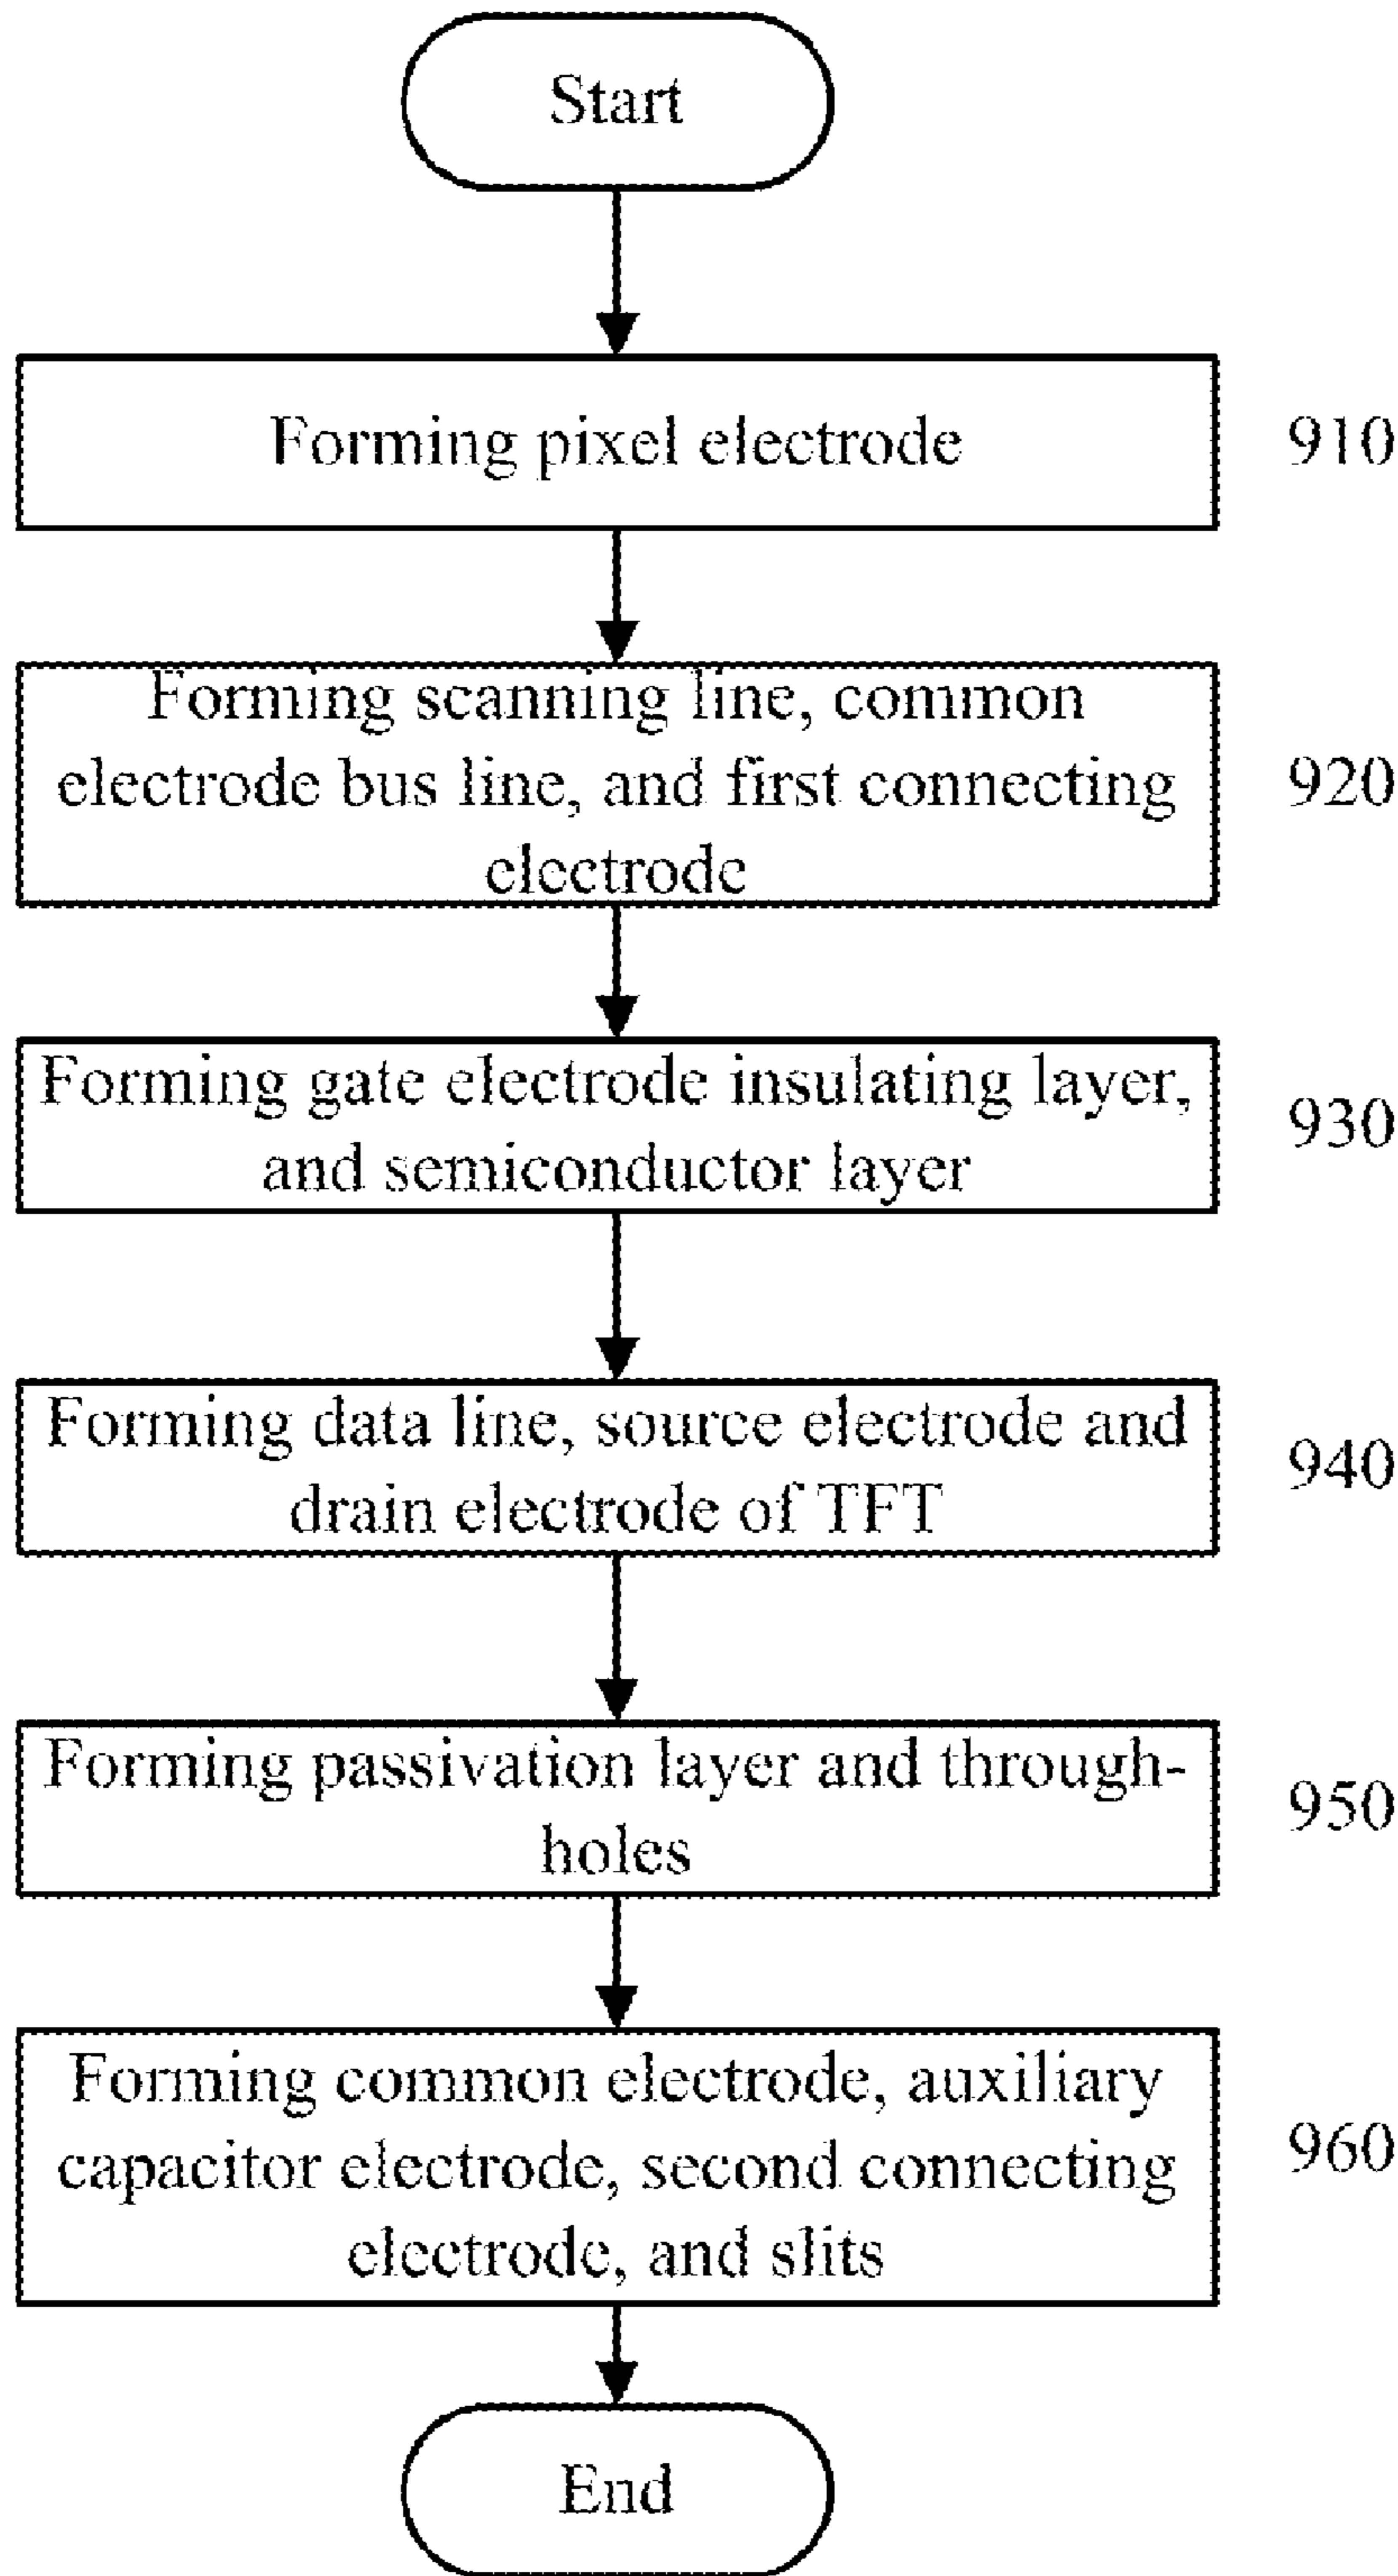 Start
Forming pixel electrode
910
Forming scanning line, common
electrode bus line, and first connecting
electrode
920
Forming gate electrode insulating layer,
and semiconductor layer
930
Forming data line, source electrode and
drain electrode of TFT
940
Forming passivation layer and through-
holes
950
Forming common electrode, auxiliary
capacitor electrode, second connecting
electrode, and slits
960
End